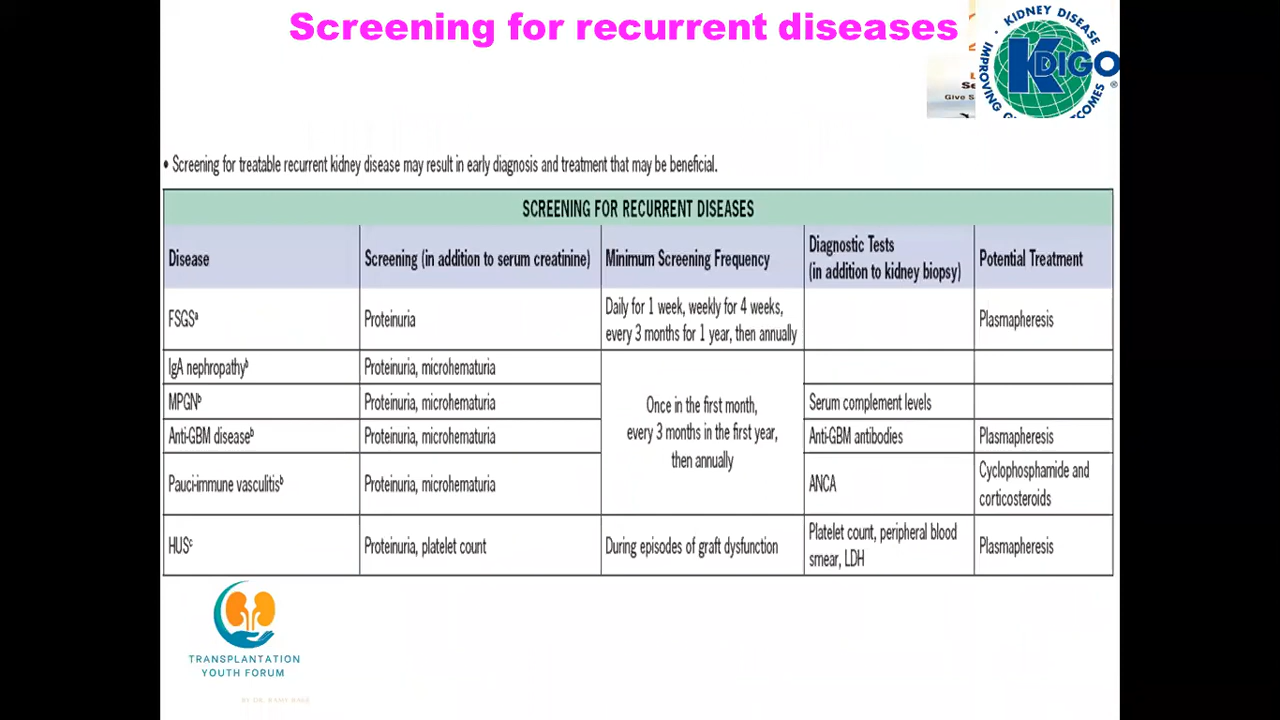 Screening for recurrent diseases
KIDNEY DISEASE
KDIGO
IMPROVING
Give S
• Screening for treatable recurrent kidney disease may result in early diagnosis and treatment that may be beneficial.
SCREENING FOR RECURRENT DISEASES
Disease
Screening (in addition to serum creatinine)
Minimum Screening Frequency
Diagnostic Tests
(in addition to kidney biopsy)
Potential Treatment
FSGSᵃ
Proteinuria
Daily for 1 week, weekly for 4 weeks,
every 3 months for 1 year, then annually
Plasmapheresis
IgA nephropathyᵇ
Proteinuria, microhematuria
Once in the first month,
every 3 months in the first year,
then annually
MPGNᵇ
Proteinuria, microhematuria
Serum complement levels
Anti-GBM diseaseᵇ
Proteinuria, microhematuria
Anti-GBM antibodies
Plasmapheresis
Pauci-immune vasculitisᵇ
Proteinuria, microhematuria
ANCA
Cyclophosphamide and
corticosteroids
HUSᶜ
Proteinuria, platelet count
During episodes of graft dysfunction
Platelet count, peripheral blood
smear, LDH
Plasmapheresis
TRANSPLANTATION
YOUTH FORUM